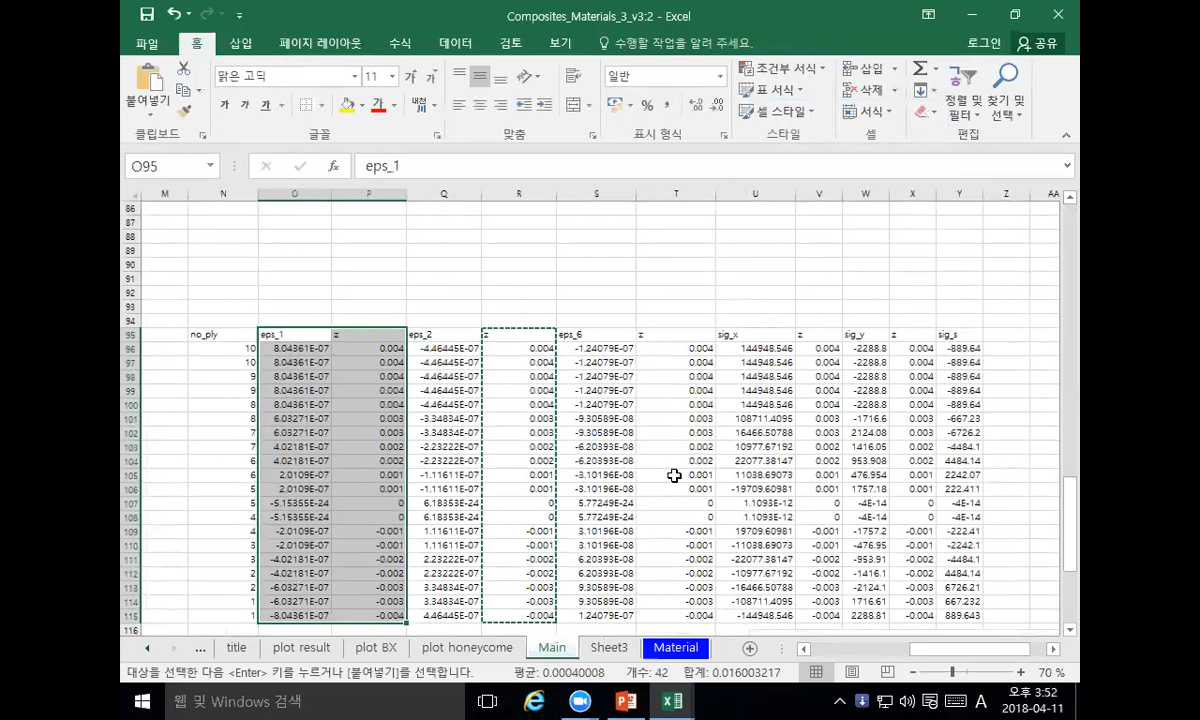 Composites_Materials_3_v3:2 - Excel
파일 홈 삽입 페이지 레이아웃 수식 데이터 검토 보기 수행할 작업을 알려 주세요. 로그인 공유
붙여넣기 맑은 고딕 11 가 가 일반 조건부 서식 삽입 정렬 및 찾기 및
가 가 가 가 내천 % 표 서식 삭제 필터 선택
셀 스타일 서식
클립보드 글꼴 맞춤 표시 형식 스타일 셀 편집
O95 fx eps_1
M N O P Q R S T U V W X Y Z AA
86
87
88
89
90
91
92
93
94
95 no_ply eps_1 z eps_2 z eps_6 z sig_x z sig_y z sig_s
96 10 8.04361E-07 0.004 -4.46445E-07 0.004 -1.24079E-07 0.004 144948.546 0.004 -2288.8 0.004 -889.64
97 10 8.04361E-07 0.004 -4.46445E-07 0.004 -1.24079E-07 0.004 144948.546 0.004 -2288.8 0.004 -889.64
98 9 8.04361E-07 0.004 -4.46445E-07 0.004 -1.24079E-07 0.004 144948.546 0.004 -2288.8 0.004 -889.64
99 9 8.04361E-07 0.004 -4.46445E-07 0.004 -1.24079E-07 0.004 144948.546 0.004 -2288.8 0.004 -889.64
100 8 8.04361E-07 0.004 -4.46445E-07 0.004 -1.24079E-07 0.004 144948.546 0.004 -2288.8 0.004 -889.64
101 8 6.03271E-07 0.003 -3.34834E-07 0.003 -9.30589E-08 0.003 108711.4095 0.003 -1716.6 0.003 -667.23
102 7 6.03271E-07 0.003 -3.34834E-07 0.003 -9.30589E-08 0.003 16466.50788 0.003 2124.08 0.003 -6726.2
103 7 4.02181E-07 0.002 -2.23222E-07 0.002 -6.20393E-08 0.002 10977.67182 0.002 1416.05 0.002 -4484.1
104 6 4.02181E-07 0.002 -2.23222E-07 0.002 -6.20393E-08 0.002 22077.38147 0.002 953.908 0.002 4484.14
105 6 2.0109E-07 0.001 -1.11611E-07 0.001 -3.10196E-08 0.001 11038.69073 0.001 476.954 0.001 2242.07
106 5 2.0109E-07 0.001 -1.11611E-07 0.001 -3.10196E-08 0.001 -19709.60981 0.001 1757.18 0.001 222.411
107 5 -5.15355E-24 0 6.18353E-24 0 5.77249E-24 0 1.1093E-12 0 -4E-14 0 -4E-14
108 4 -5.15355E-24 0 6.18353E-24 0 5.77249E-24 0 1.1093E-12 0 -4E-14 0 -4E-14
109 4 -2.0109E-07 -0.001 1.11611E-07 -0.001 3.10196E-08 -0.001 19709.60981 -0.001 -1757.2 -0.001 -222.41
110 3 -2.0109E-07 -0.001 1.11611E-07 -0.001 3.10196E-08 -0.001 -11038.69073 -0.001 -476.95 -0.001 -2242.1
111 3 -4.02181E-07 -0.002 2.23222E-07 -0.002 6.20393E-08 -0.002 -22077.38147 -0.002 -953.91 -0.002 -4484.1
112 2 -4.02181E-07 -0.002 2.23222E-07 -0.002 6.20393E-08 -0.002 -10977.67182 -0.002 -1416.1 -0.002 4484.14
113 2 -6.03271E-07 -0.003 3.34834E-07 -0.003 9.30589E-08 -0.003 -16466.50788 -0.003 -2124.1 -0.003 6726.21
114 1 -6.03271E-07 -0.003 3.34834E-07 -0.003 9.30589E-08 -0.003 -108711.4095 -0.003 1716.61 -0.003 667.232
115 1 -8.04361E-07 -0.004 4.46445E-07 -0.004 1.24079E-07 -0.004 -144948.546 -0.004 2288.81 -0.004 889.643
116
... title plot result plot BX plot honeycome Main Sheet3 Material
대상을 선택한 다음 <Enter> 키를 누르거나 [붙여넣기]를 선택합니다. 평균: 0.00040008 개수: 42 합계: 0.016003217 70 %
웹 및 Windows 검색 A 오후 3:52
2018-04-11